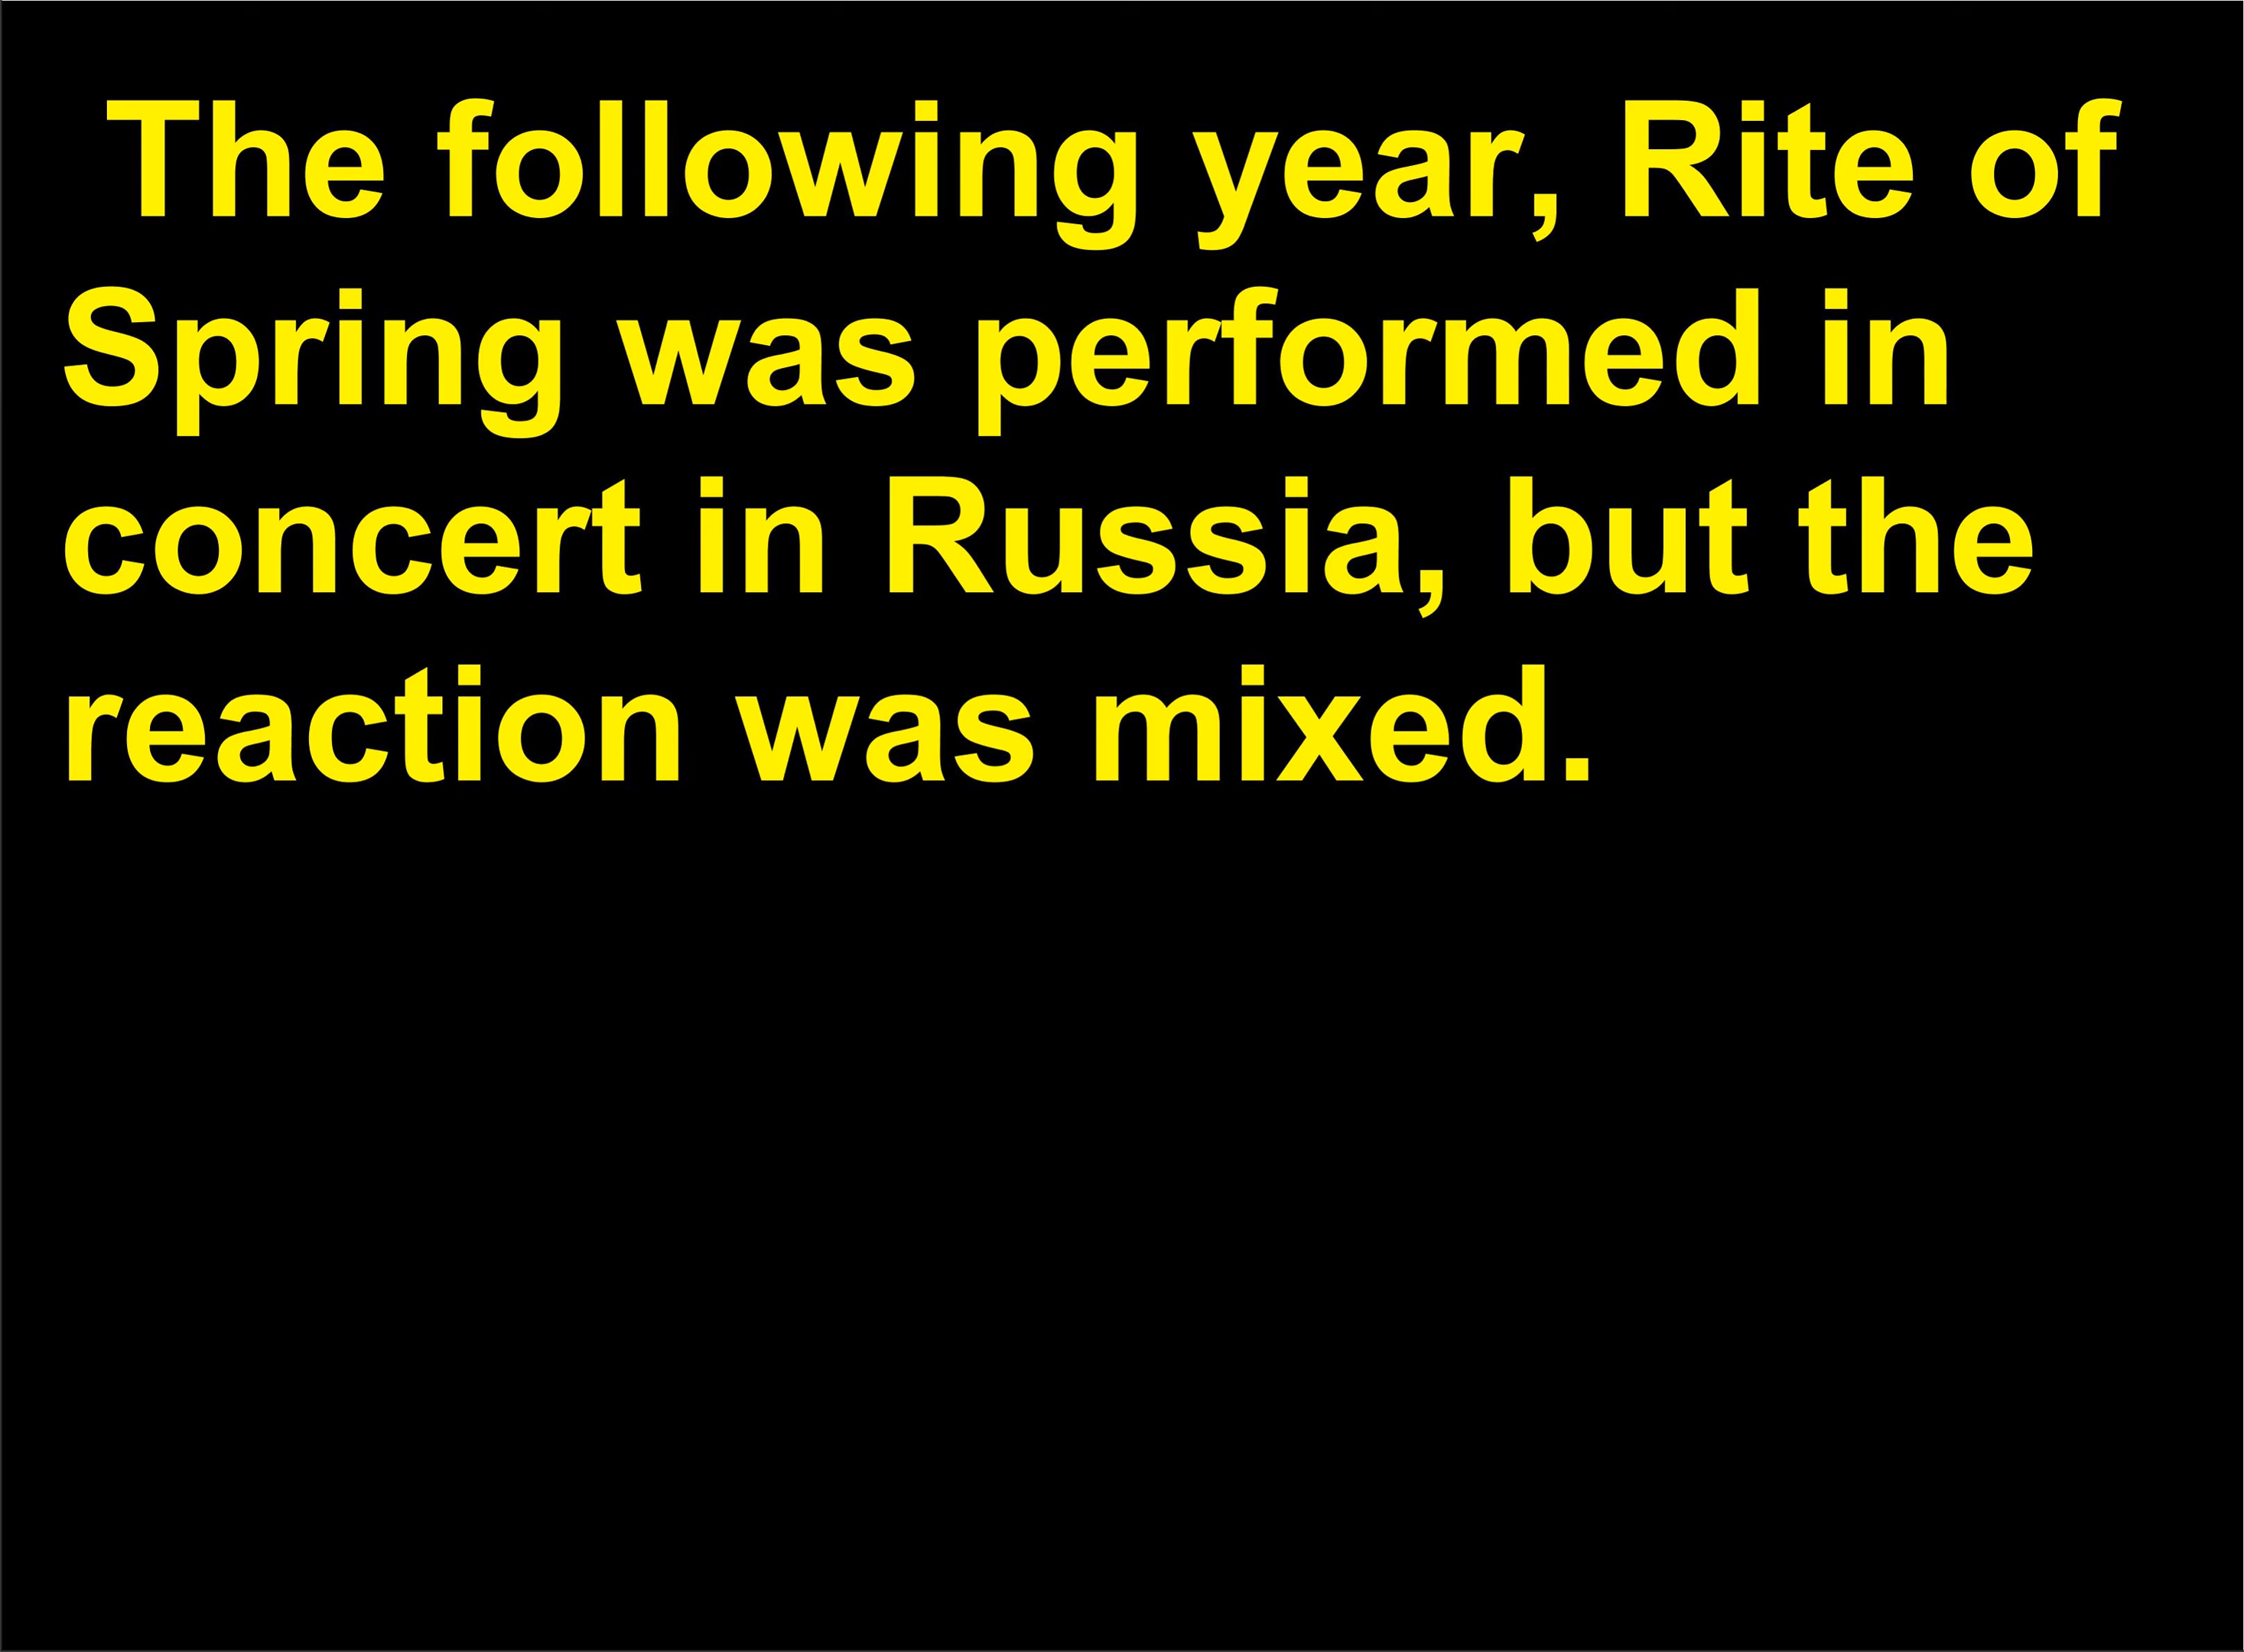 The following year, Rite of
Spring was performed in
concert in Russia, but the
reaction was mixed.